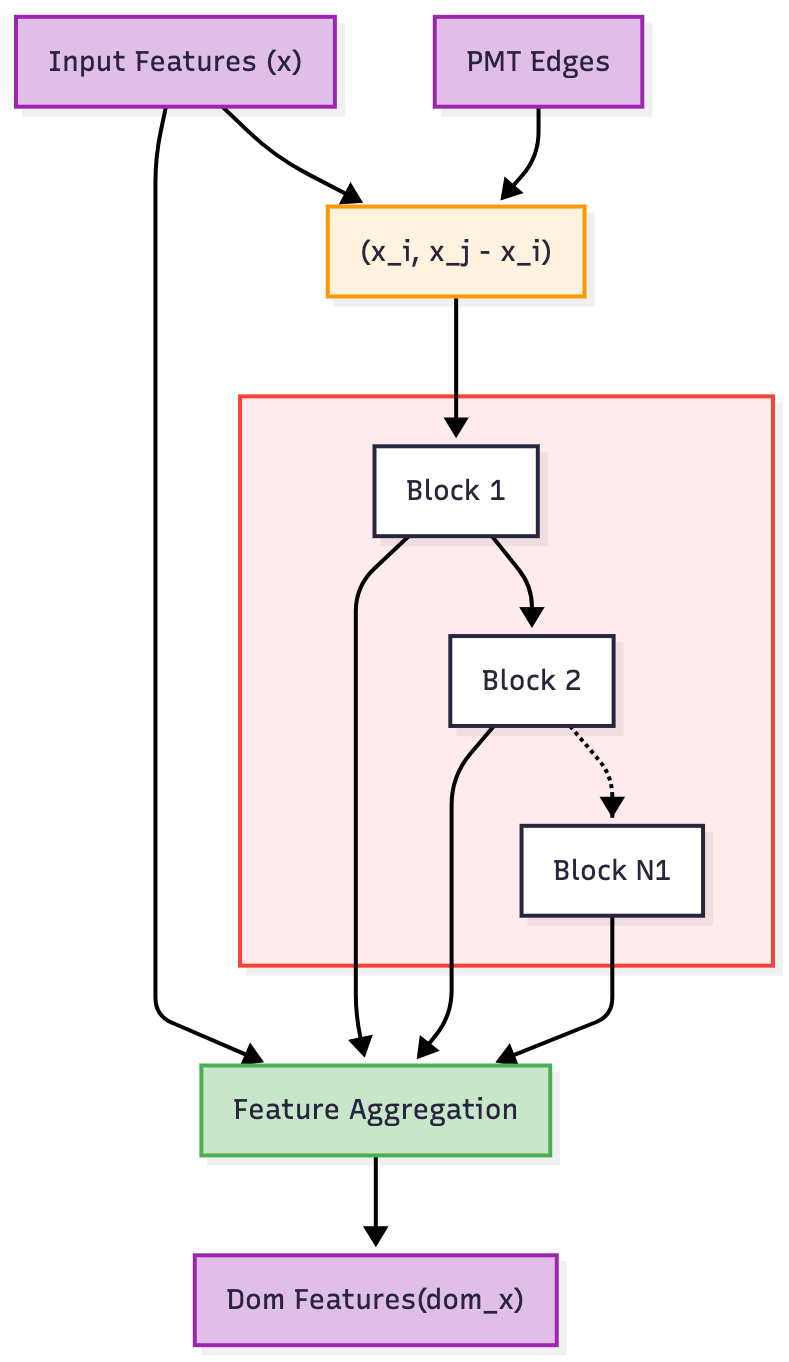 Input Features (x)
PMT Edges
(x_i, x_j - x_i)
Block 1
Block 2
Block N1
Feature Aggregation
Dom Features(dom_x)